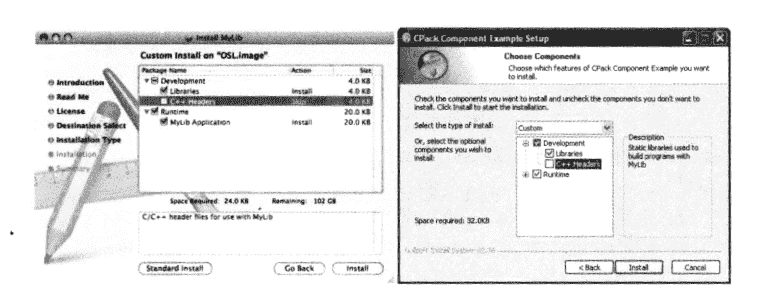 Install MyLib
Custom Install on "OSL.image"
Introduction
Read Me
License
Destination Select
Installation Type
Installation
Summary
Package Name Action Size
Development 4.0 KB
Libraries Install 4.0 KB
C++ Headers Skip 4.0 KB
Runtime 20.0 KB
MyLib Application Install 20.0 KB
Space Required: 24.0 KB Remaining: 102 GB
C/C++ header files for use with MyLib
Standard Install Go Back Install
CPack Component Example Setup
Choose Components
Choose which features of CPack Component Example you want
to install.
Check the components you want to install and uncheck the components you don't want to
install. Click Install to start the installation.
Select the type of install:
Custom
Or, select the optional
components you wish to
install:
Development
Libraries
C++ Headers
Runtime
Description
Static libraries used to
build programs with
MyLib
Space required: 32.0KB
Install System
< Back Install Cancel